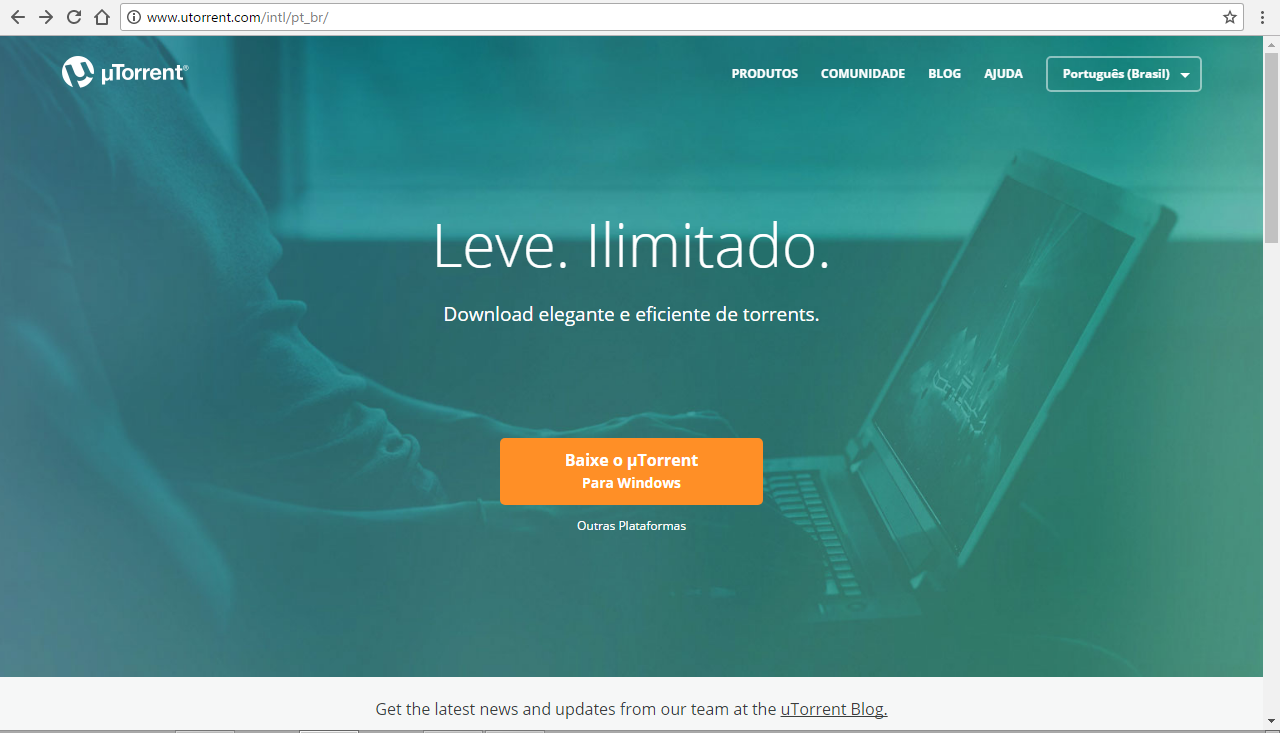 www.utorrent.com/intl/pt_br/
µTorrent®
PRODUTOS
COMUNIDADE
BLOG
AJUDA
Português (Brasil)
Leve. Ilimitado.
Download elegante e eficiente de torrents.
Baixe o µTorrent
Para Windows
Outras Plataformas
Get the latest news and updates from our team at the uTorrent Blog.